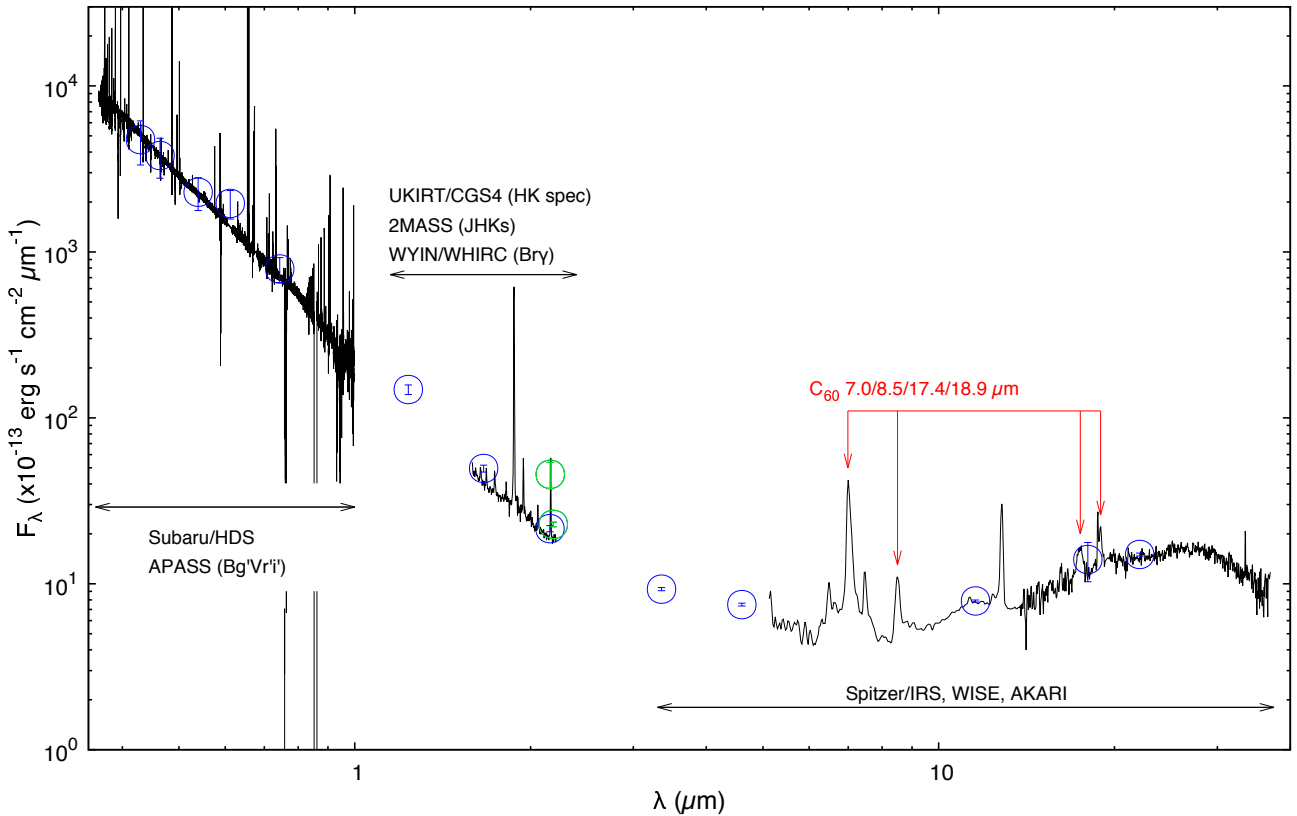 10⁴
10³
10²
10¹
10⁰
F_λ (x10⁻¹³ erg s⁻¹ cm⁻² µm⁻¹)
UKIRT/CGS4 (HK spec)
2MASS (JHKs)
WYIN/WHIRC (Brγ)
C₆₀ 7.0/8.5/17.4/18.9 µm
Subaru/HDS
APASS (Bg'Vr'i')
Spitzer/IRS, WISE, AKARI
1
10
λ (µm)